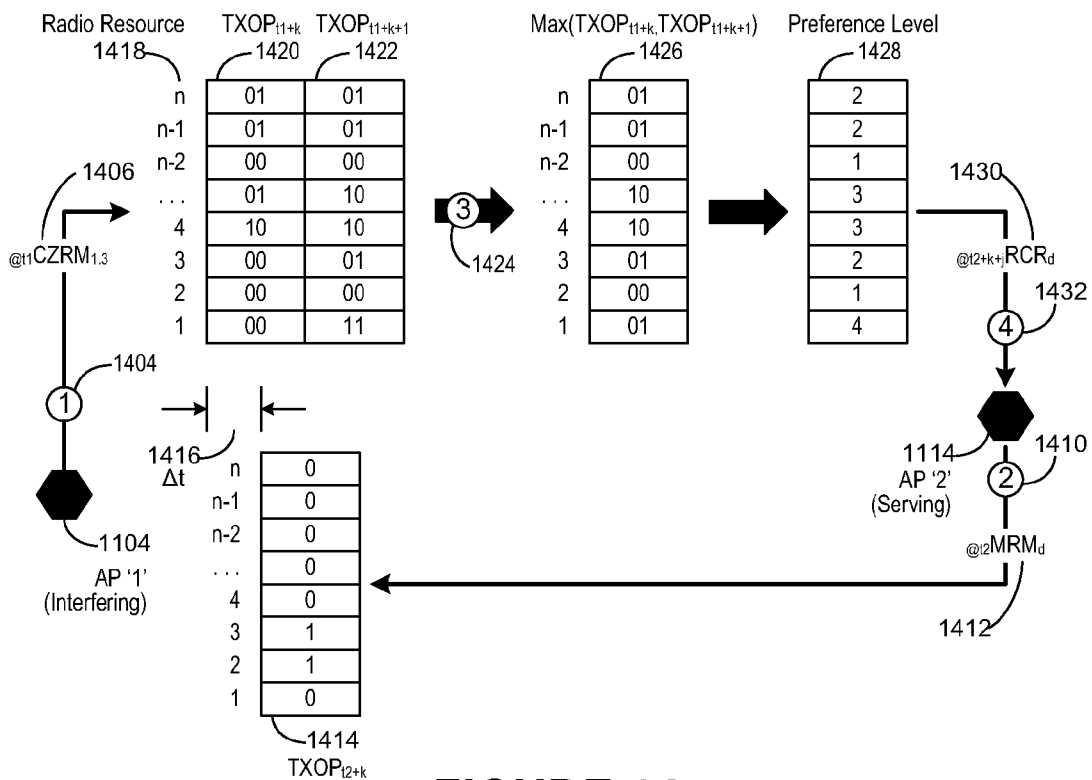 Radio Resource TXOPt1+k TXOPt1+k+1 Max(TXOPt1+k,TXOPt1+k+1) Preference Level
1418 1420 1422 1426 1428
n 01 01 n 01 2
n-1 01 01 n-1 01 2
n-2 00 00 n-2 00 1
... 01 10 ... 10 3
4 10 10 4 10 3
3 00 01 3 01 2
2 00 00 2 00 1
1 00 11 1 01 4
1406
@t1CZRM1.3
3
1424
1430
@t2+k+jRCRd
4
1432
1
1404
1104
AP ‘1’
(Interfering)
1416
Δt
n 0
n-1 0
n-2 0
... 0
4 0
3 1
2 1
1 0
1414
TXOPt2+k
1114
AP ‘2’
(Serving)
2
1410
@t2MRMd
1412